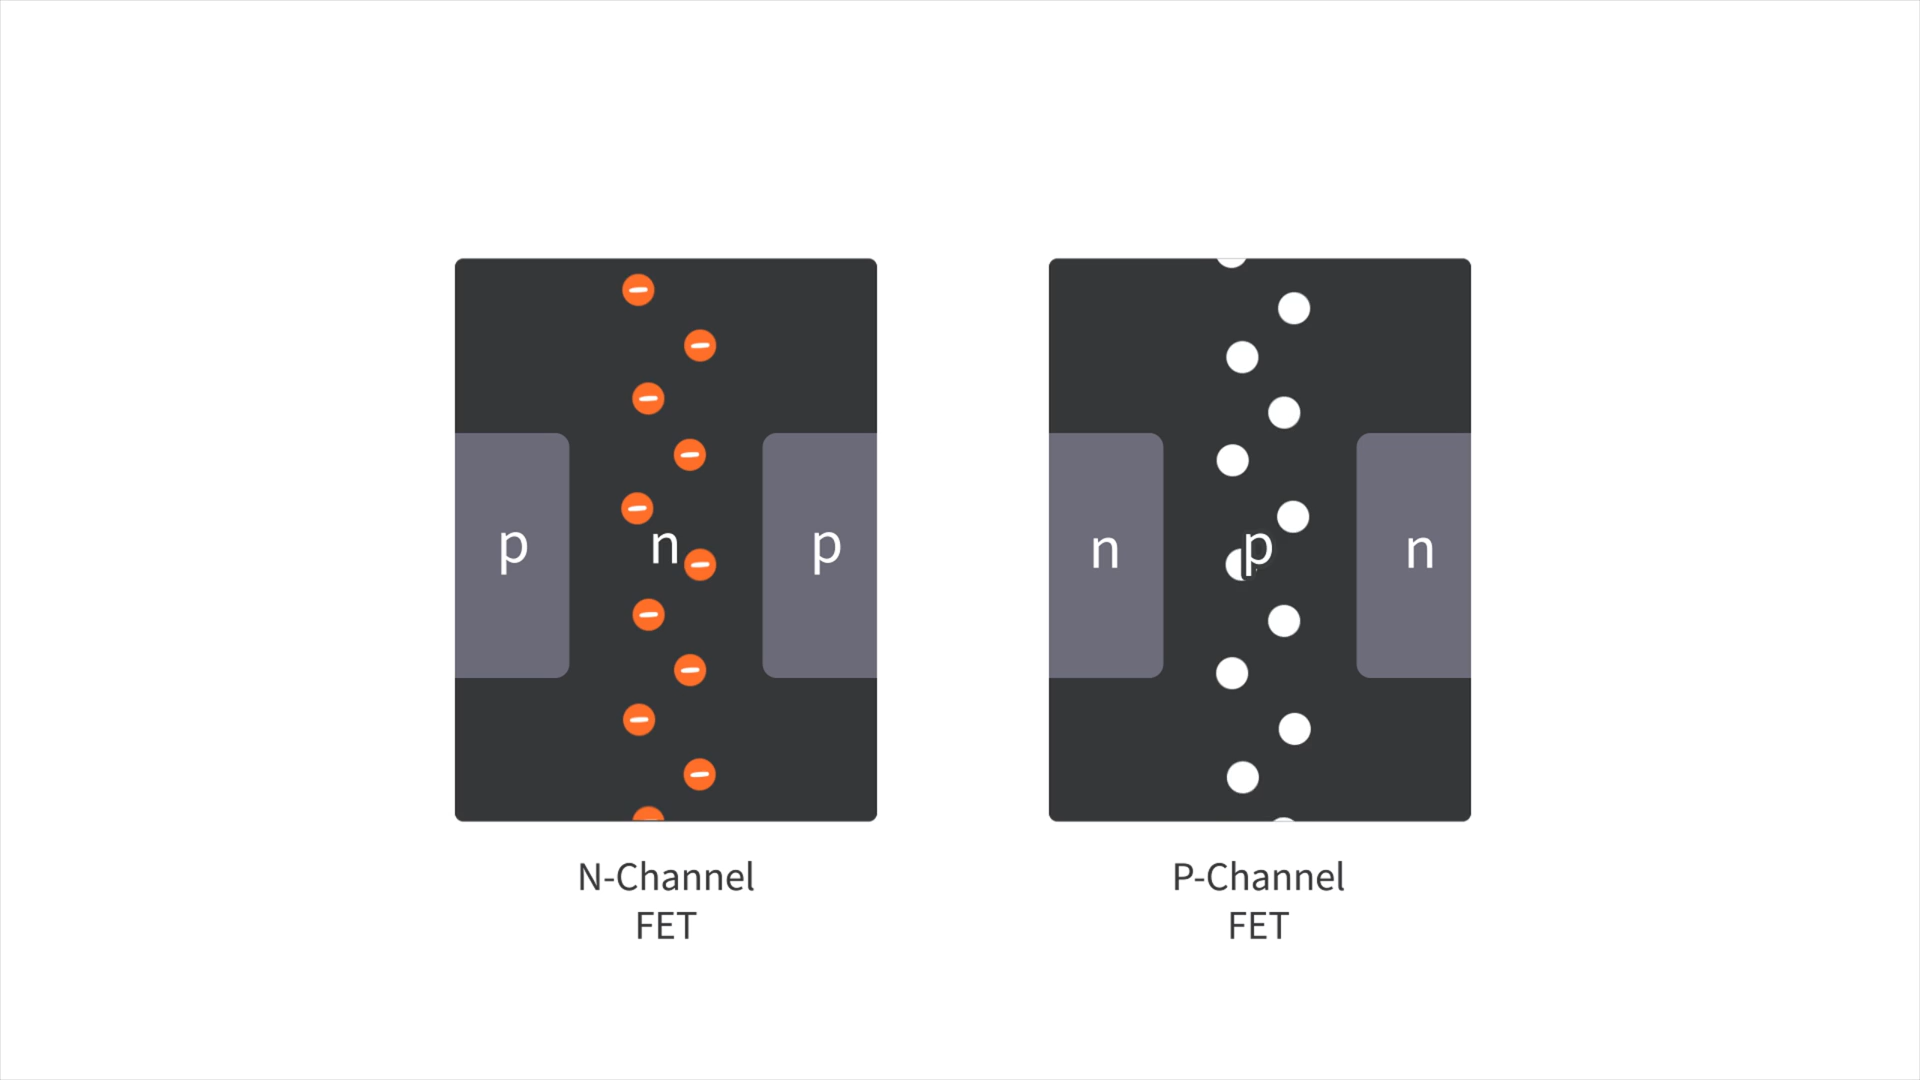 p n p
n p n
N-Channel
FET
P-Channel
FET